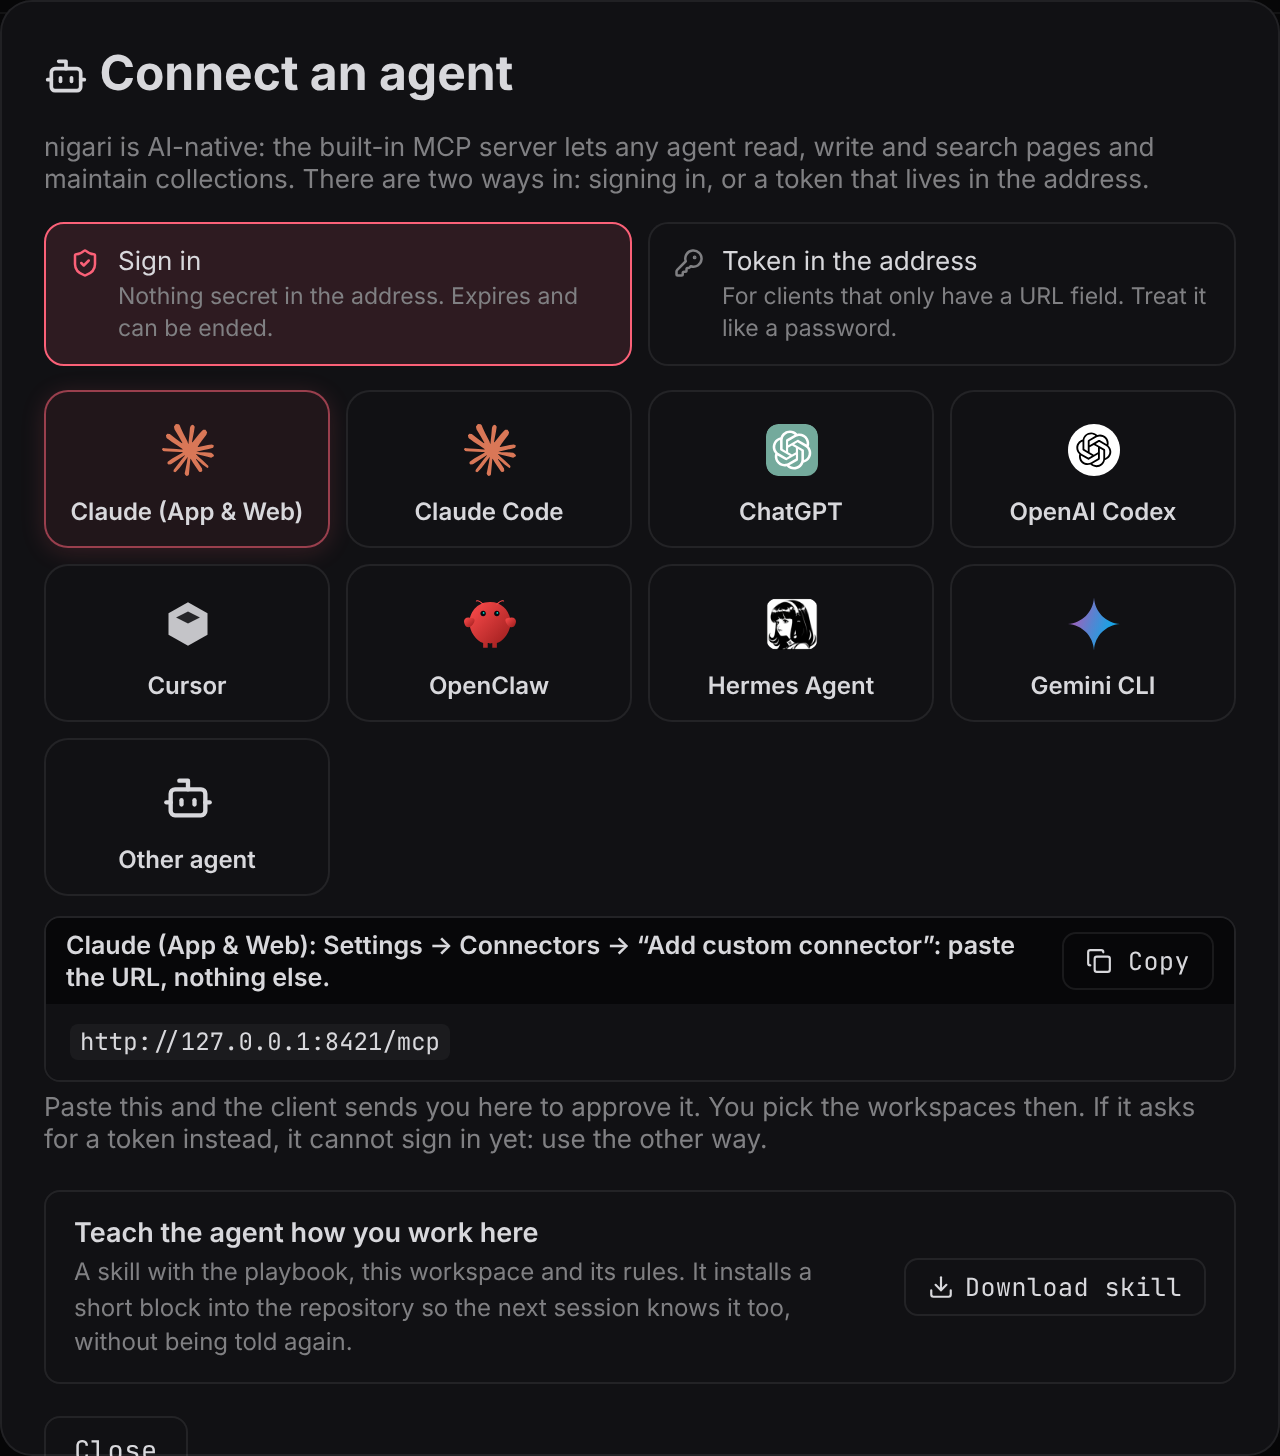 Connect an agent
nigari is AI-native: the built-in MCP server lets any agent read, write and search pages and
maintain collections. There are two ways in: signing in, or a token that lives in the address.
Sign in
Nothing secret in the address. Expires and
can be ended.
Token in the address
For clients that only have a URL field. Treat it
like a password.
Claude (App & Web)
Claude Code
ChatGPT
OpenAI Codex
Cursor
OpenClaw
Hermes Agent
Gemini CLI
Other agent
Claude (App & Web): Settings → Connectors → “Add custom connector”: paste
the URL, nothing else.
Copy
http://127.0.0.1:8421/mcp
Paste this and the client sends you here to approve it. You pick the workspaces then. If it asks
for a token instead, it cannot sign in yet: use the other way.
Teach the agent how you work here
A skill with the playbook, this workspace and its rules. It installs a
short block into the repository so the next session knows it too,
without being told again.
Download skill
Close